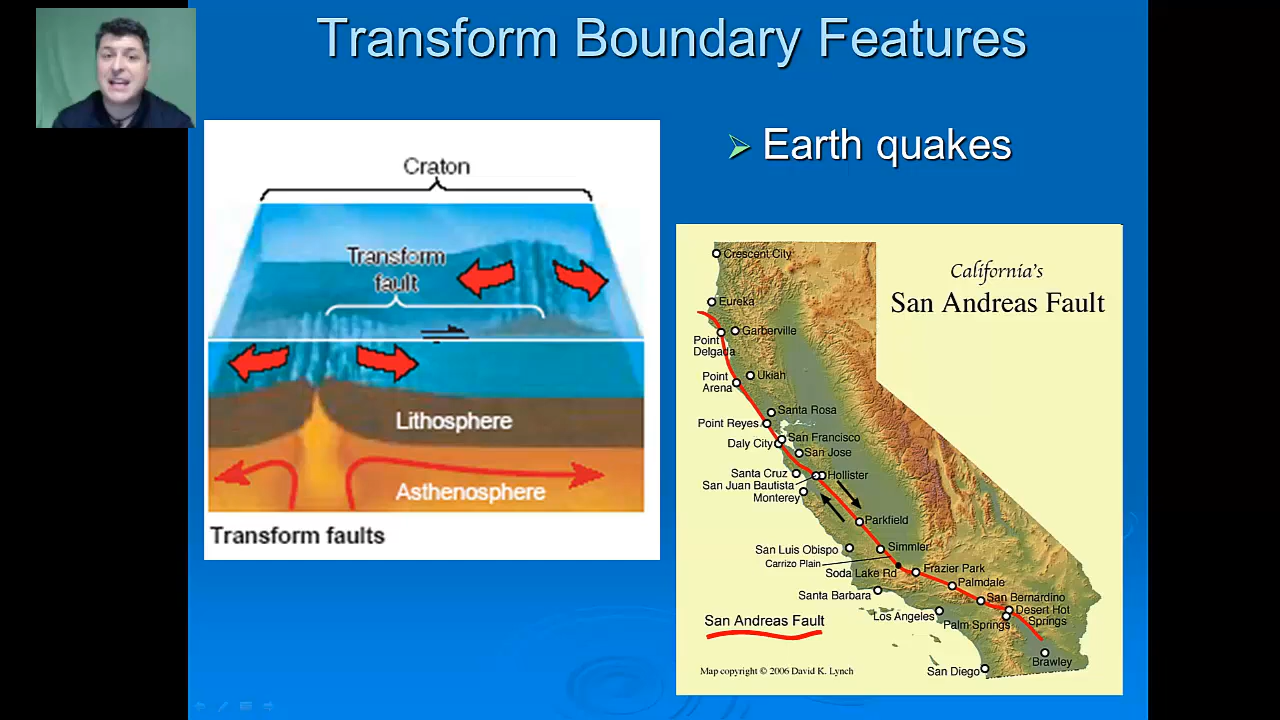 Transform Boundary Features
Earth quakes
Craton
Transform
fault
Lithosphere
Asthenosphere
Transform faults
California's
San Andreas Fault
Crescent City
Eureka
Garberville
Point
Delgada
Ukiah
Point
Arena
Santa Rosa
Point Reyes
San Francisco
Daly City
San Jose
Santa Cruz
Hollister
San Juan Bautista
Monterey
Parkfield
San Luis Obispo
Simmler
Carrizo Plain
Soda Lake Rd
Frazier Park
Palmdale
Santa Barbara
San Bernardino
Desert Hot
Springs
Los Angeles
Palm Springs
San Andreas Fault
Brawley
San Diego
Map copyright © 2006 David K. Lynch